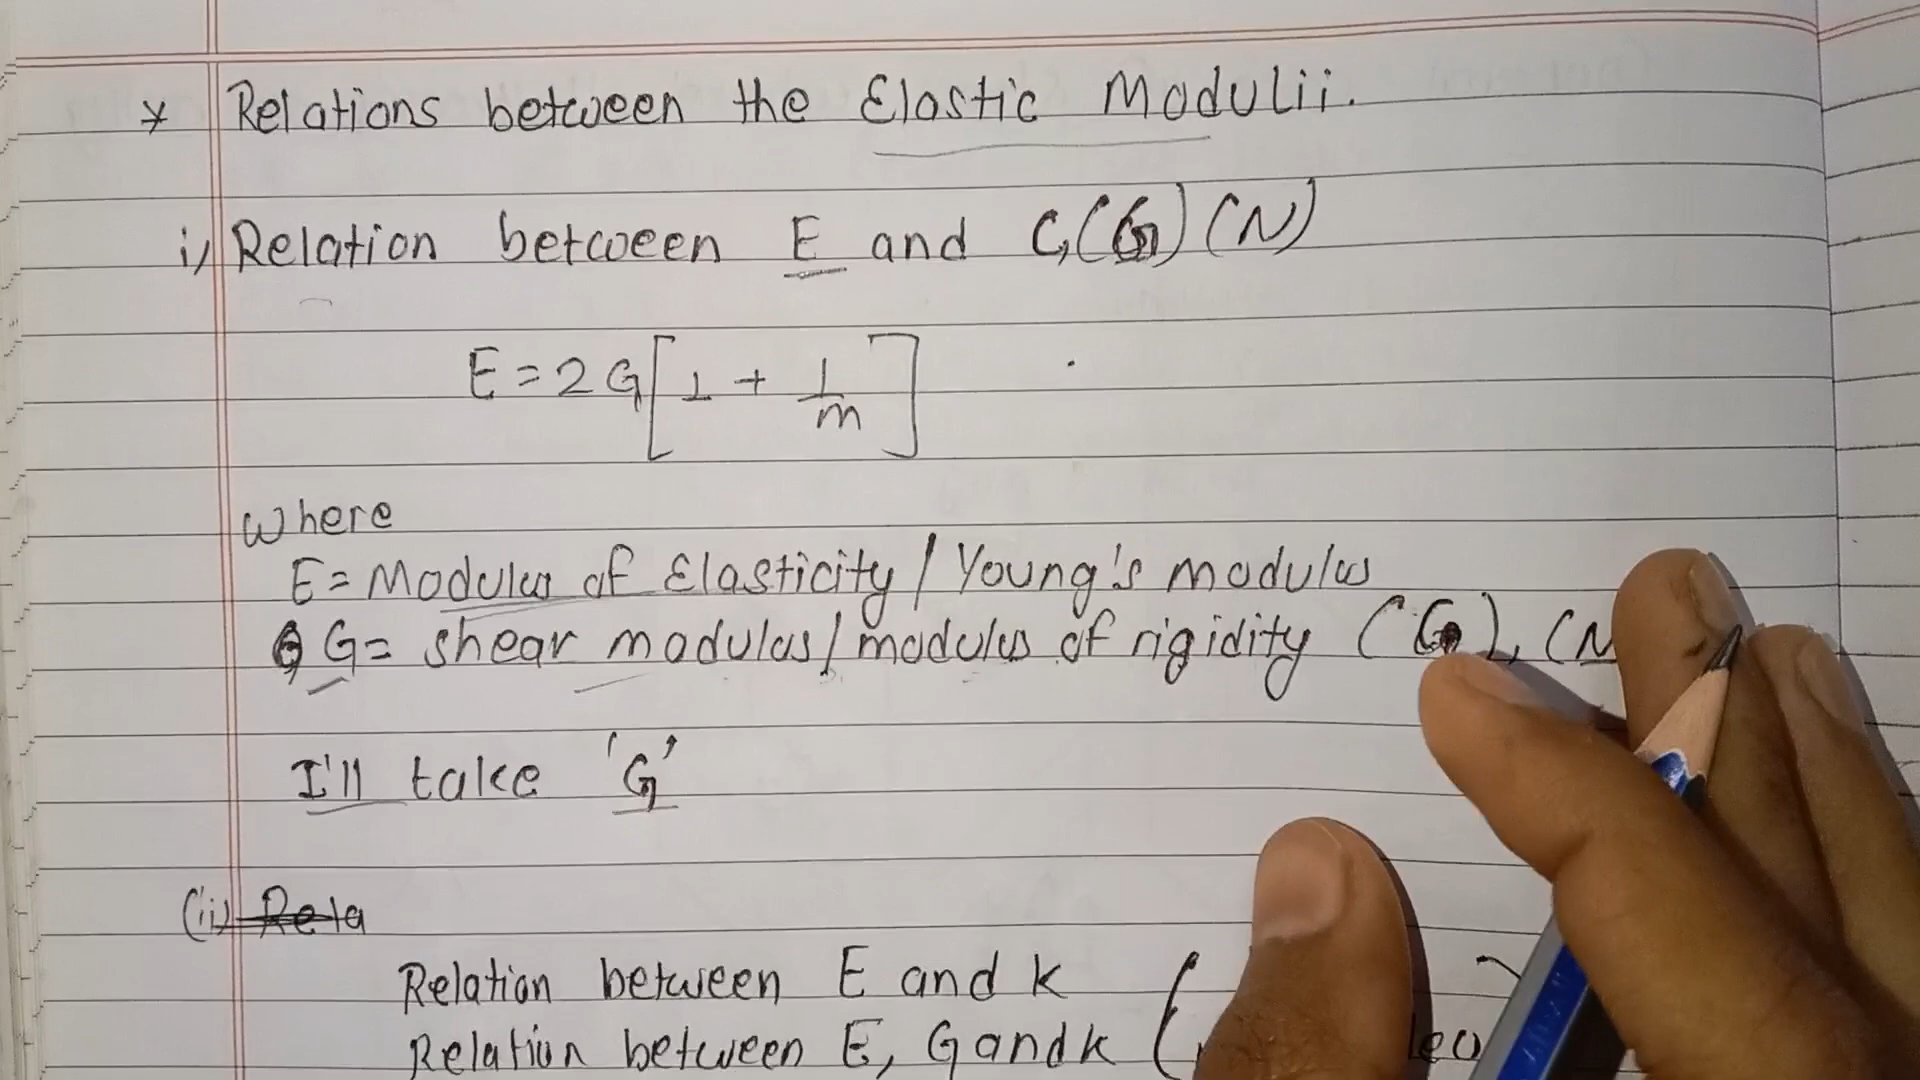 * Relations between the Elastic Modulii.
i) Relation between E and C, (G) (N)
E = 2G[1 + 1/m]
where
E = Modulus of Elasticity / Young's modulus
G = shear modulus / modulus of rigidity (G), (N
I'll take 'G'
(ii) Rela
Relation between E and k
Relation between E, G and k (